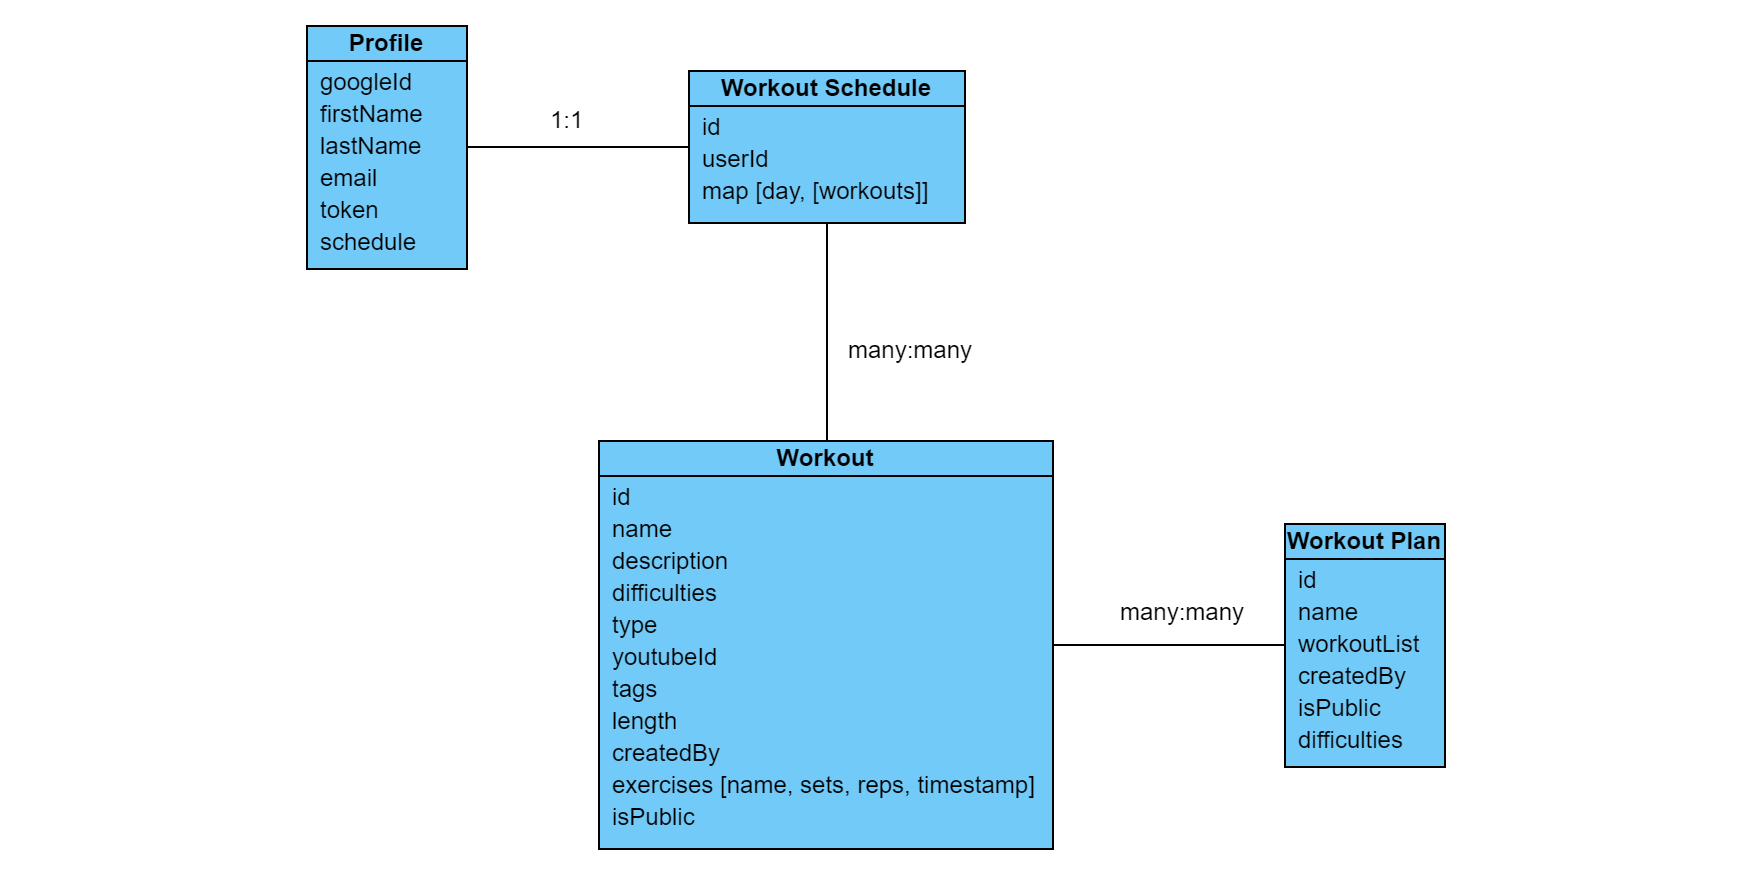 Profile
googleId
firstName
lastName
email
token
schedule
1:1
Workout Schedule
id
userId
map [day, [workouts]]
many:many
Workout
id
name
description
difficulties
type
youtubeId
tags
length
createdBy
exercises [name, sets, reps, timestamp]
isPublic
many:many
Workout Plan
id
name
workoutList
createdBy
isPublic
difficulties